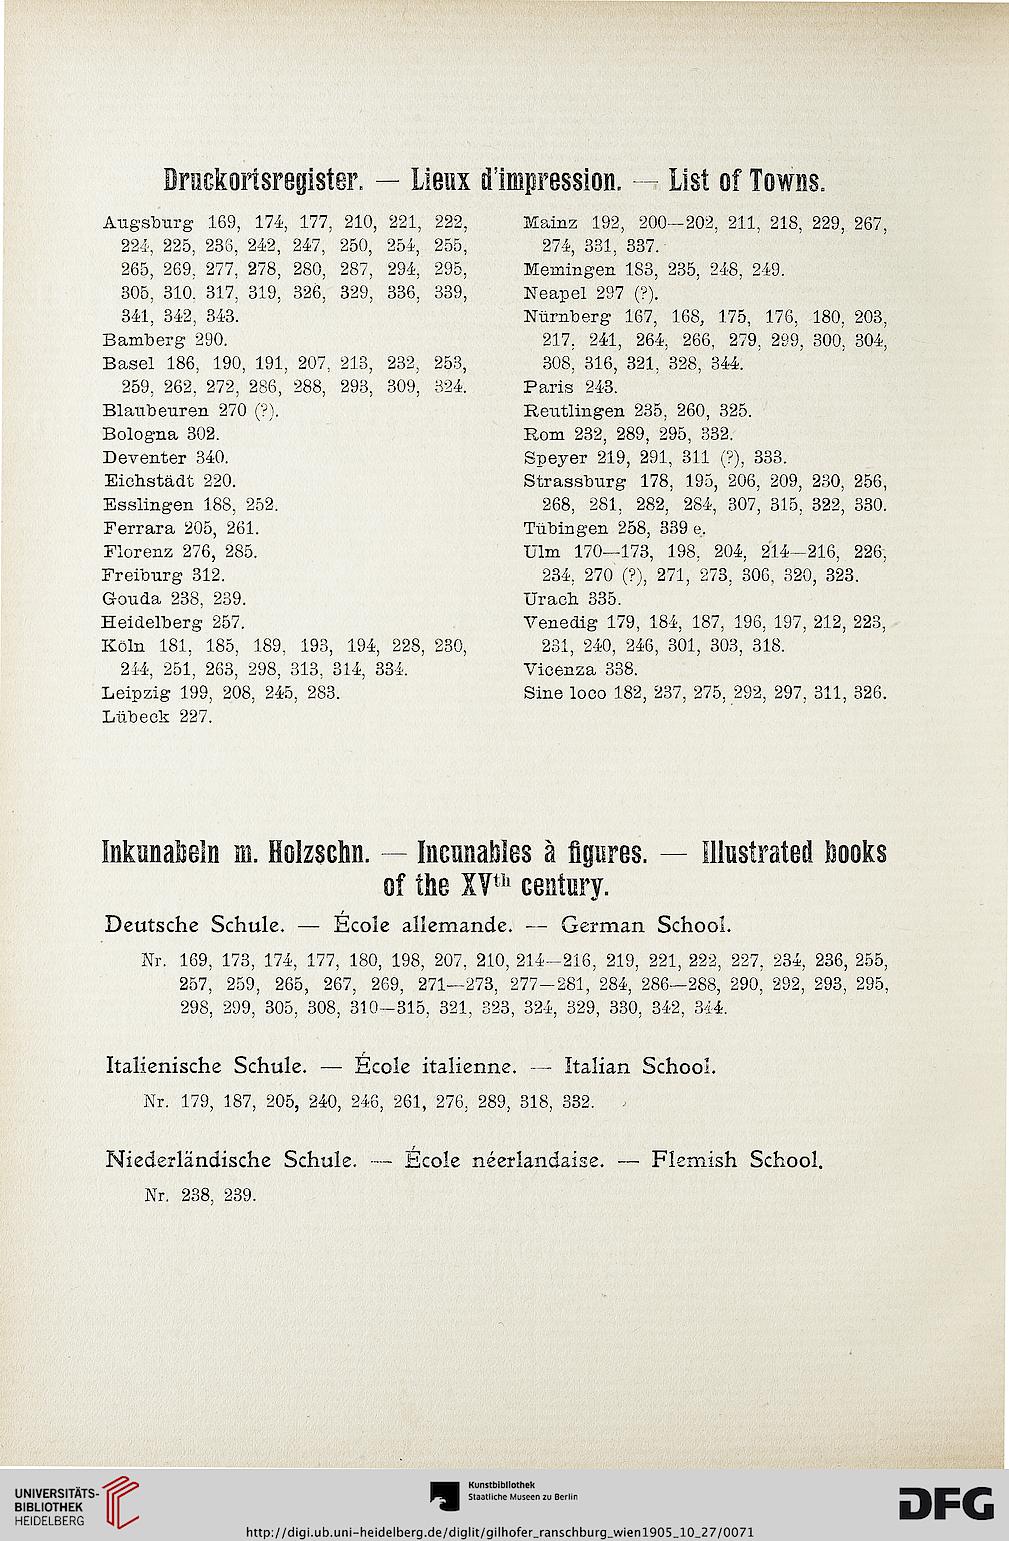 Druckortsregister. — Lieux d'impression. — List of Towns.
Augsburg 169, 174, 177, 210, 221, 222,
224, 225, 236, 242, 247, 250, 254, 255,
265, 269, 277, 278, 280, 287, 294, 295,
305, 310. 317, 319, 326, 329, 336, 339,
341, 342, 343.
Bamberg 290.
Basel 186, 190, 191, 207, 213, 232, 253,
259, 262, 272, 286, 288, 293, 309, 324.
Blaubeuren 270 (?).
Bologna 302.
Deventer 340.
Eichstädt 220.
Esslingen 188, 252.
Ferrara 205, 261.
Florenz 276, 285.
Freiburg 312.
Gouda 238, 239.
Heidelberg 257.
Köln 181, 185, 189, 193, 194, 228, 230,
244, 251, 263, 298, 313, 314, 334.
Leipzig 199, 208, 245, 283.
Lübeck 227.
Mainz 192, 200—202, 211, 218, 229, 267,
274, 331, 337.
Memingen 183, 235, 248, 249.
Neapel 297 (?).
Nürnberg 167, 168, 175, 176, 180, 203,
217, 241, 264, 266, 279, 299, 300, 304,
308, 316, 321, 328, 344.
Paris 243.
Reutlingen 235, 260, 325.
Rom 232, 289, 295, 332.
Speyer 219, 291, 311 (?), 333.
Strassburg 178, 195, 206, 209, 230, 256,
268, 281, 282, 284, 307, 315, 322, 330.
Tübingen 258, 339 e.
Ulm 170—173, 198, 204, 214—216, 226,
234, 270 (?), 271, 273, 306, 320, 323.
Urach 335.
Venedig 179, 184, 187, 196, 197, 212, 223,
231, 240, 246, 301, 303, 318.
Vicenza 338.
Sine loco 182, 237, 275, 292, 297, 311, 326.
Inkunabeln m. Holzschn. — Incunables à figures. — Illustrated books
of the XVth century.
Deutsche Schule. — École allemande. — German School.
Nr. 169, 173, 174, 177, 180, 198, 207, 210, 214—216, 219, 221, 222, 227, 234, 236, 255,
257, 259, 265, 267, 269, 271—273, 277—281, 284, 286—288, 290, 292, 293, 295,
298, 299, 305, 308, 310—315, 321, 323, 324, 329, 330, 342, 344.
Italienische Schule. — École italienne. — Italian School.
Nr. 179, 187, 205, 240, 246, 261, 276, 289, 318, 332.
Niederländische Schule. — École néerlandaise. — Flemish School.
Nr. 238, 239.
UNIVERSITÄTS-
BIBLIOTHEK
HEIDELBERG
Kunstbibliothek
Staatliche Museen zu Berlin
DFG
http://digi.ub.uni-heidelberg.de/diglit/gilhofer_ranschburg_wien1905_10_27/0071